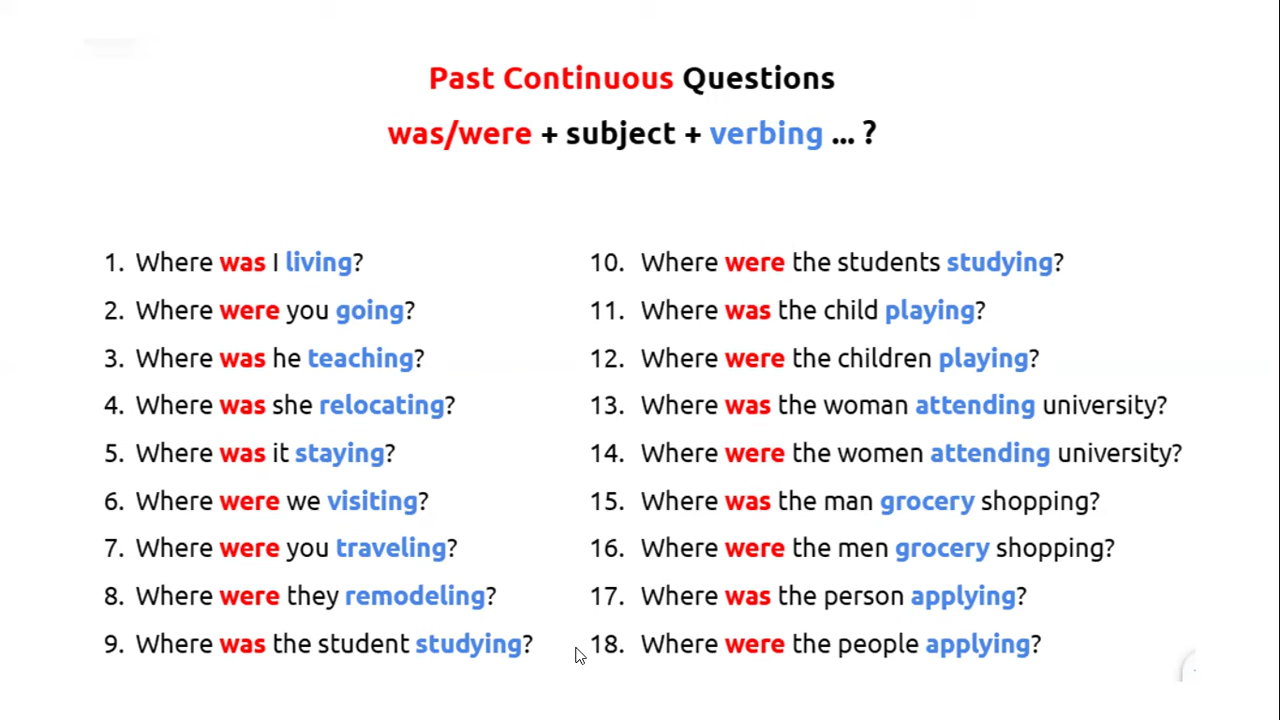 Past Continuous Questions
was/were + subject + verbing ... ?
1. Where was I living?
2. Where were you going?
3. Where was he teaching?
4. Where was she relocating?
5. Where was it staying?
6. Where were we visiting?
7. Where were you traveling?
8. Where were they remodeling?
9. Where was the student studying?
10. Where were the students studying?
11. Where was the child playing?
12. Where were the children playing?
13. Where was the woman attending university?
14. Where were the women attending university?
15. Where was the man grocery shopping?
16. Where were the men grocery shopping?
17. Where was the person applying?
18. Where were the people applying?